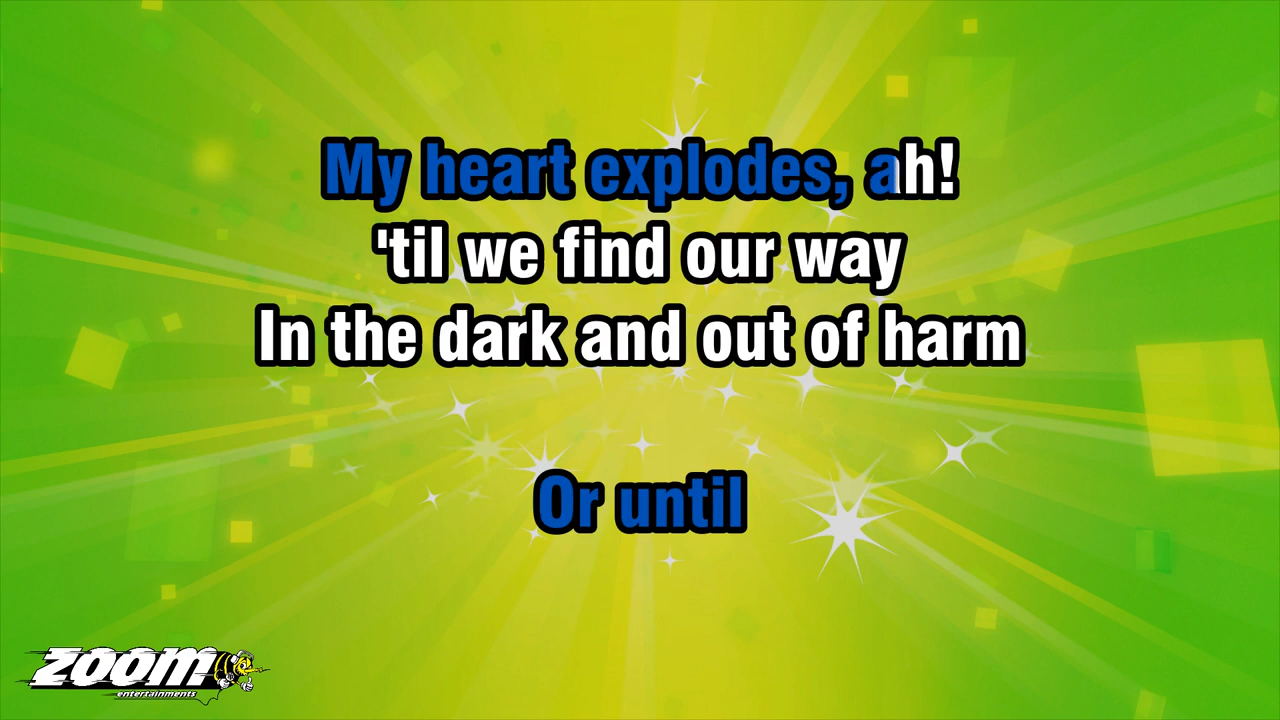 My heart explodes, ah!
'til we find our way
In the dark and out of harm
Or until
ZOOM
entertainments